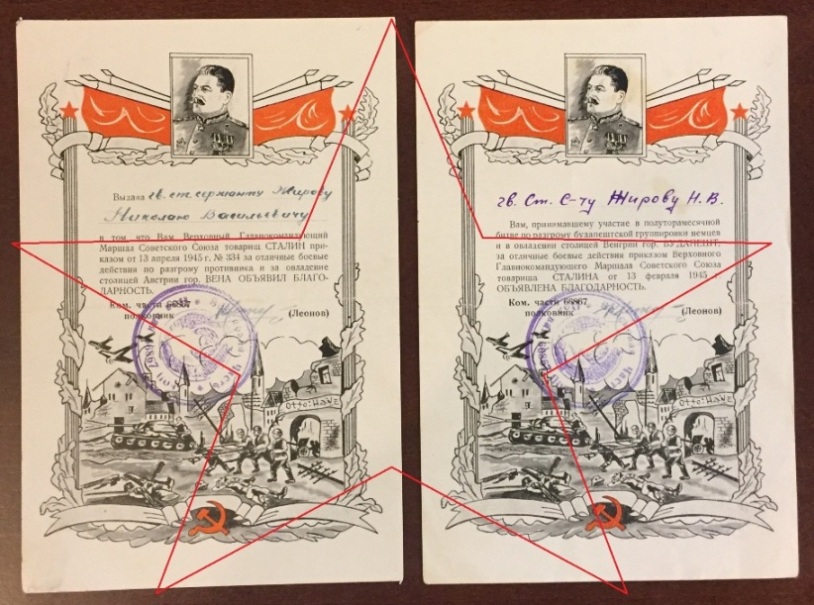 Выдана гв. ст. сержанту Жирову
Николаю Васильевичу
в том, что Вам Верховный Главнокомандующий
Маршал Советского Союза товарищ СТАЛИН при-
казом от 13 апреля 1945 г. № 334 за отличные боевые
действия по разгрому противника и за овладение
столицей Австрии гор. ВЕНА ОБЪЯВИЛ БЛАГО-
ДАРНОСТЬ.
Ком. части
полковник (Леонов)
гв. Ст. С-ту Жирову Н. В.
Вам, принимавшему участие в полуторамесячной
битве по разгрому будапештской группировки немцев
и в овладении столицей Венгрии гор. БУДАПЕШТ,
за отличные боевые действия приказом Верховного
Главнокомандующего Маршала Советского Союза
товарища СТАЛИНА от 13 февраля 1945
ОБЪЯВЛЕНА БЛАГОДАРНОСТЬ.
Ком. части
полковник (Леонов)